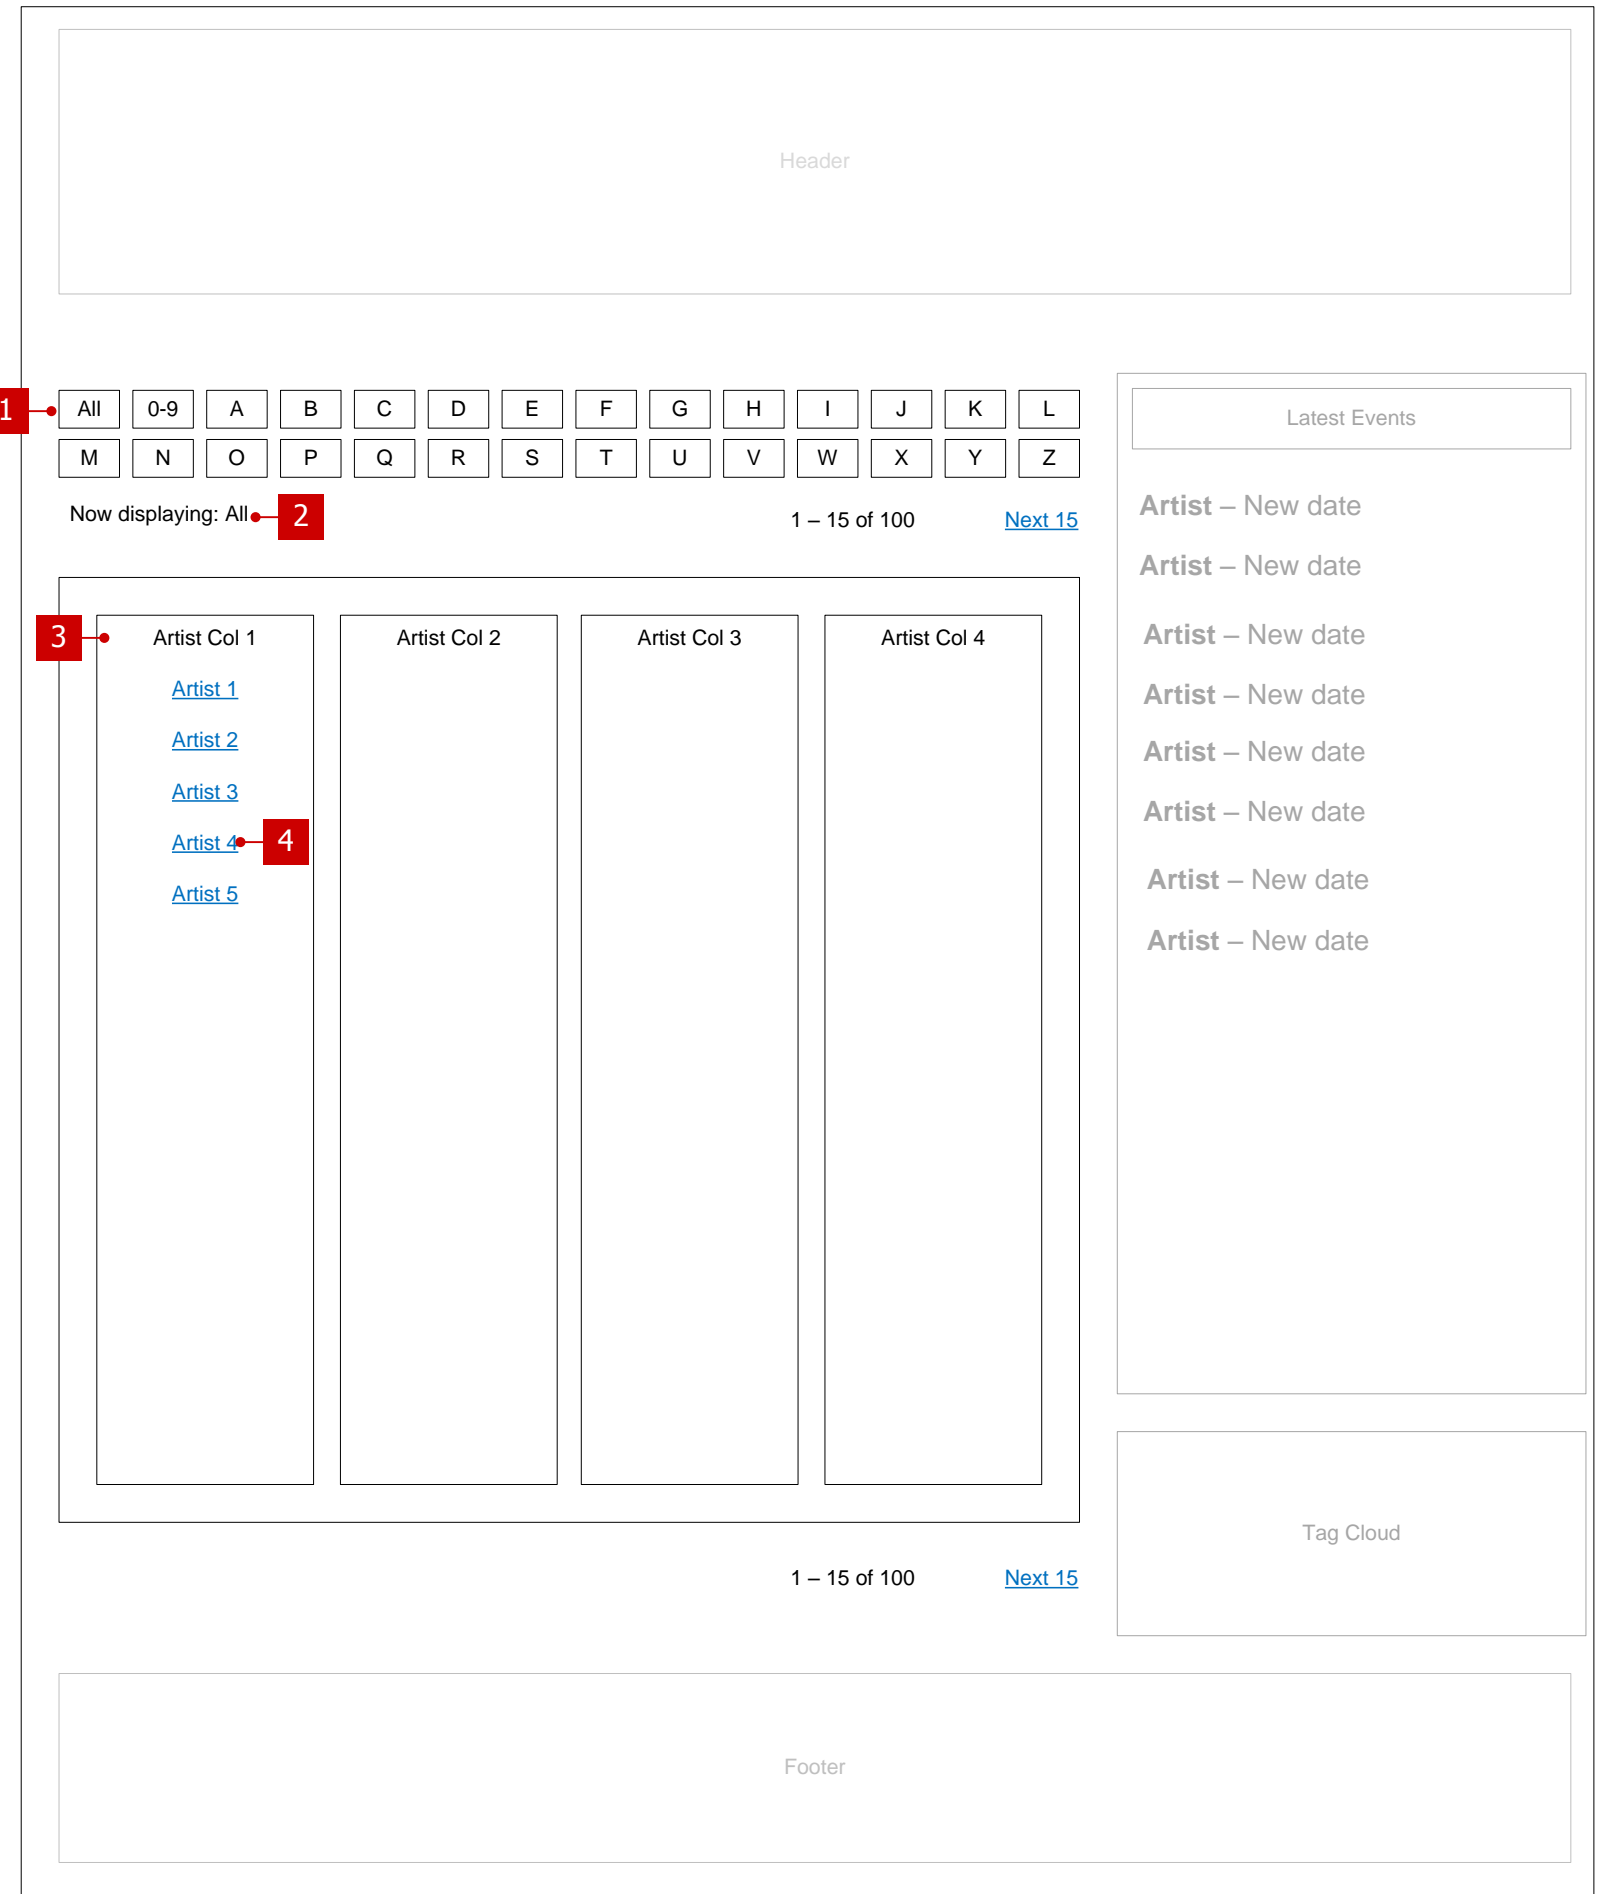 Header
1
All 0-9 A B C D E F G H I J K L
M N O P Q R S T U V W X Y Z
Now displaying: All 2
1 – 15 of 100 Next 15
3
Artist Col 1 Artist Col 2 Artist Col 3 Artist Col 4
Artist 1
Artist 2
Artist 3
Artist 4 4
Artist 5
1 – 15 of 100 Next 15
Latest Events
Artist – New date
Artist – New date
Artist – New date
Artist – New date
Artist – New date
Artist – New date
Artist – New date
Artist – New date
Tag Cloud
Footer